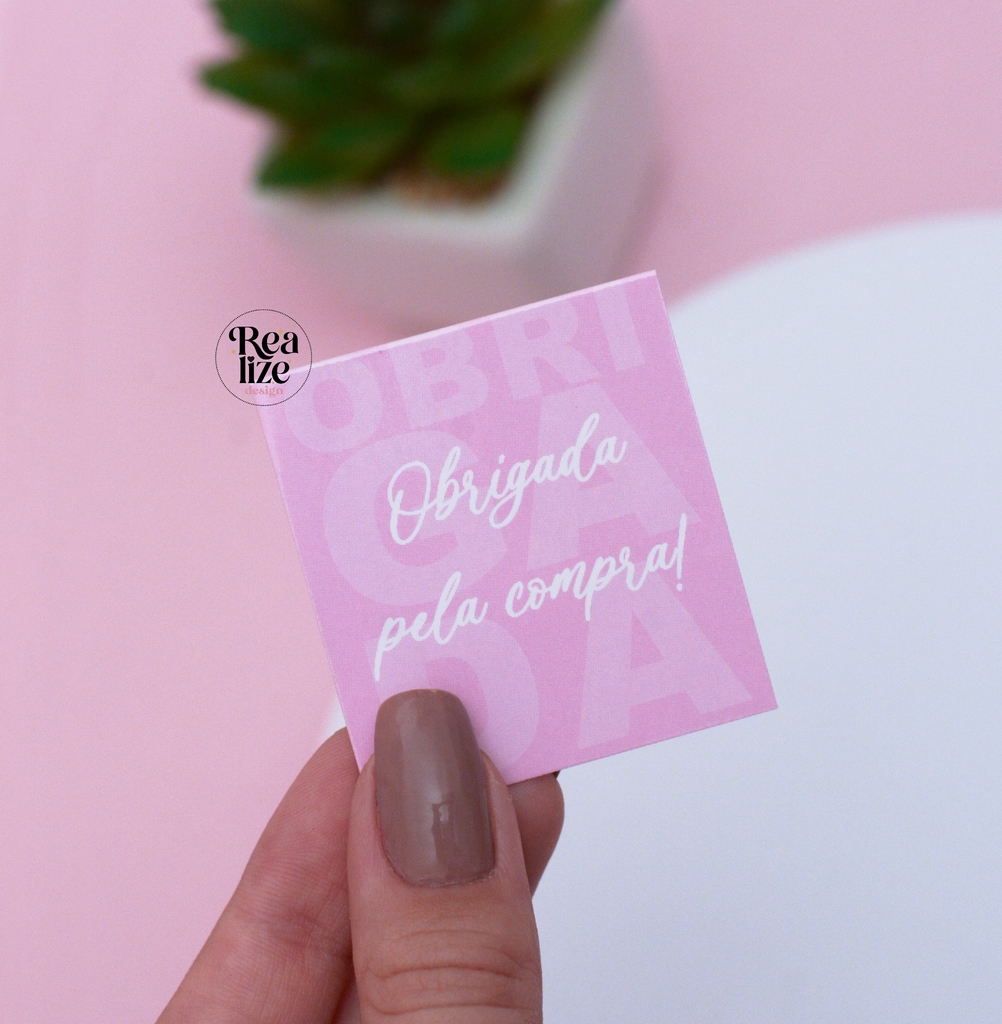 Rea
lize
design
OBRI
GA
DA
Obrigada
pela compra!